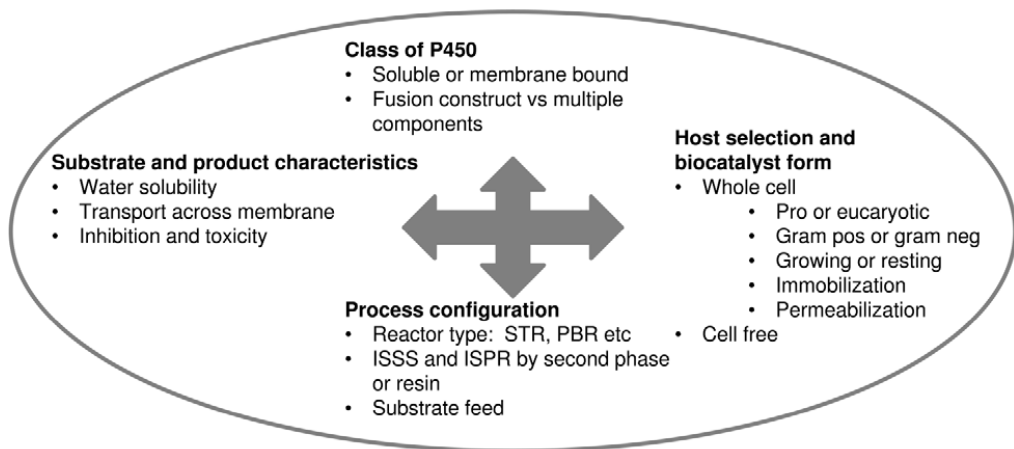 Class of P450
• Soluble or membrane bound
• Fusion construct vs multiple
components
Substrate and product characteristics
• Water solubility
• Transport across membrane
• Inhibition and toxicity
Host selection and
biocatalyst form
• Whole cell
• Pro or eucaryotic
• Gram pos or gram neg
• Growing or resting
• Immobilization
• Permeabilization
• Cell free
Process configuration
• Reactor type: STR, PBR etc
• ISSS and ISPR by second phase
or resin
• Substrate feed